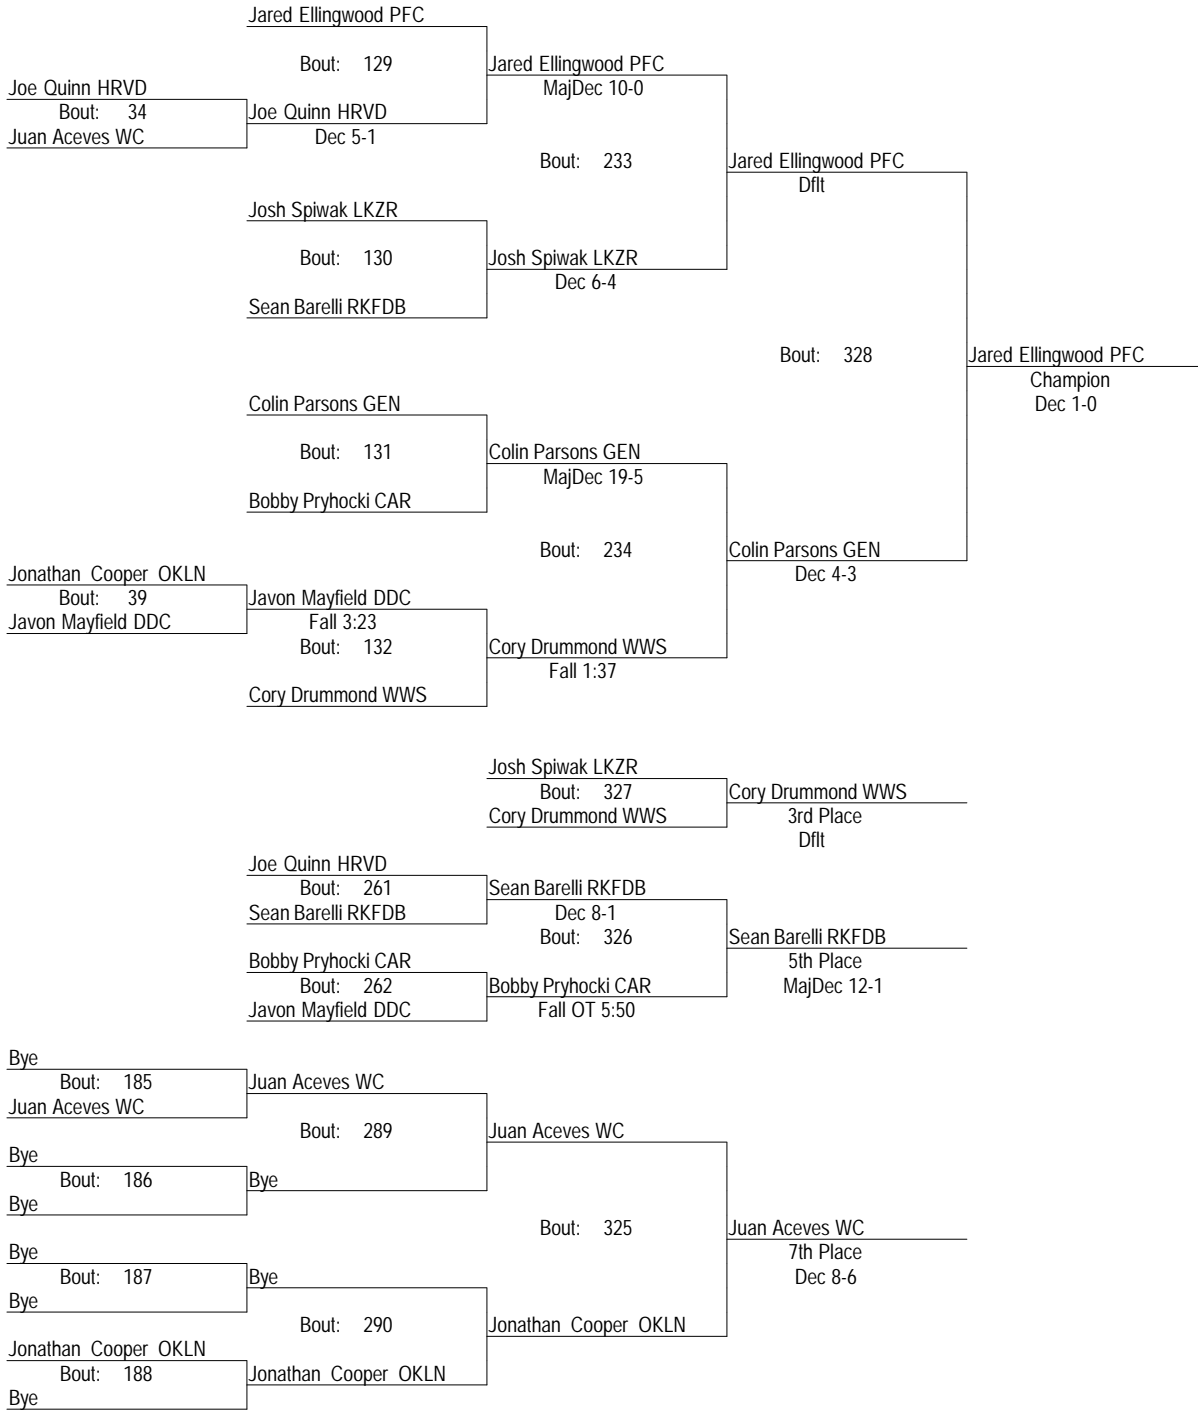 Jared Ellingwood PFC
Bout: 129
Jared Ellingwood PFC
MajDec 10-0
Joe Quinn HRVD
Bout: 34
Joe Quinn HRVD
Juan Aceves WC
Dec 5-1
Bout: 233
Jared Ellingwood PFC
Dflt
Josh Spiwak LKZR
Bout: 130
Josh Spiwak LKZR
Dec 6-4
Sean Barelli RKFDB
Bout: 328
Jared Ellingwood PFC
Champion
Dec 1-0
Colin Parsons GEN
Bout: 131
Colin Parsons GEN
MajDec 19-5
Bobby Pryhocki CAR
Bout: 234
Colin Parsons GEN
Dec 4-3
Jonathan Cooper OKLN
Bout: 39
Javon Mayfield DDC
Javon Mayfield DDC
Fall 3:23
Bout: 132
Cory Drummond WWS
Fall 1:37
Cory Drummond WWS
Josh Spiwak LKZR
Bout: 327
Cory Drummond WWS
Cory Drummond WWS
3rd Place
Dflt
Joe Quinn HRVD
Bout: 261
Sean Barelli RKFDB
Sean Barelli RKFDB
Dec 8-1
Bout: 326
Sean Barelli RKFDB
5th Place
MajDec 12-1
Bobby Pryhocki CAR
Bout: 262
Bobby Pryhocki CAR
Javon Mayfield DDC
Fall OT 5:50
Bye
Bout: 185
Juan Aceves WC
Juan Aceves WC
Bout: 289
Juan Aceves WC
Bye
Bout: 186
Bye
Bye
Bout: 325
Juan Aceves WC
7th Place
Dec 8-6
Bye
Bout: 187
Bye
Bye
Bout: 290
Jonathan Cooper OKLN
Jonathan Cooper OKLN
Bout: 188
Jonathan Cooper OKLN
Bye